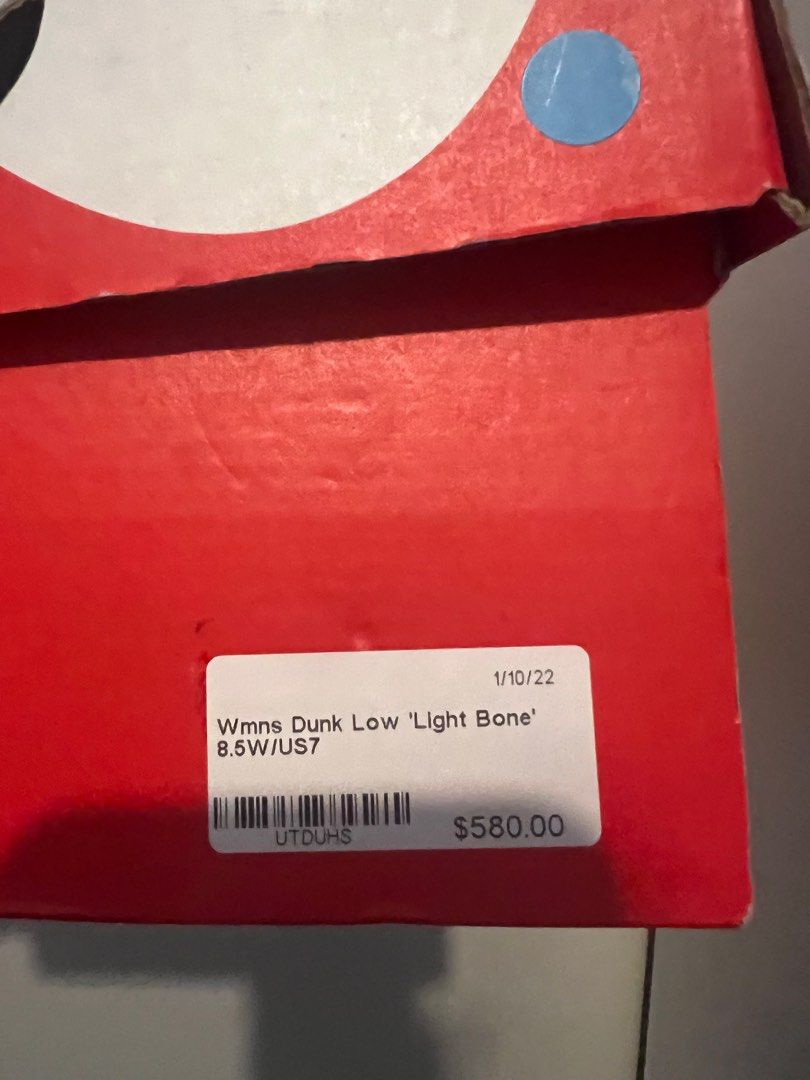 1/10/22
Wmns Dunk Low 'Light Bone'
8.5W/US7
UTDUHS
$580.00